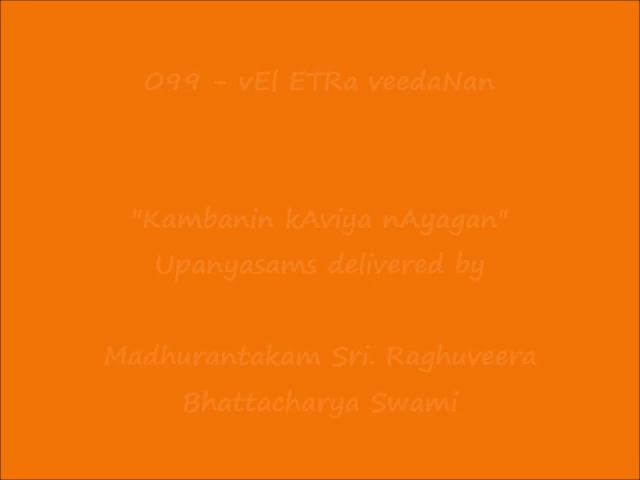 099 - vEl ETRa veedaNan
"Kambanin kAviya nAyagan"
Upanyasams delivered by
Madhurantakam Sri. Raghuveera
Bhattacharya Swami